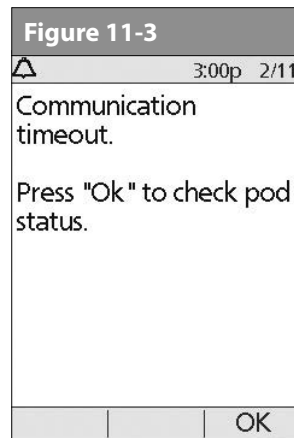 Figure 11-3
3:00p 2/11
Communication
timeout.
Press "Ok" to check pod
status.
OK